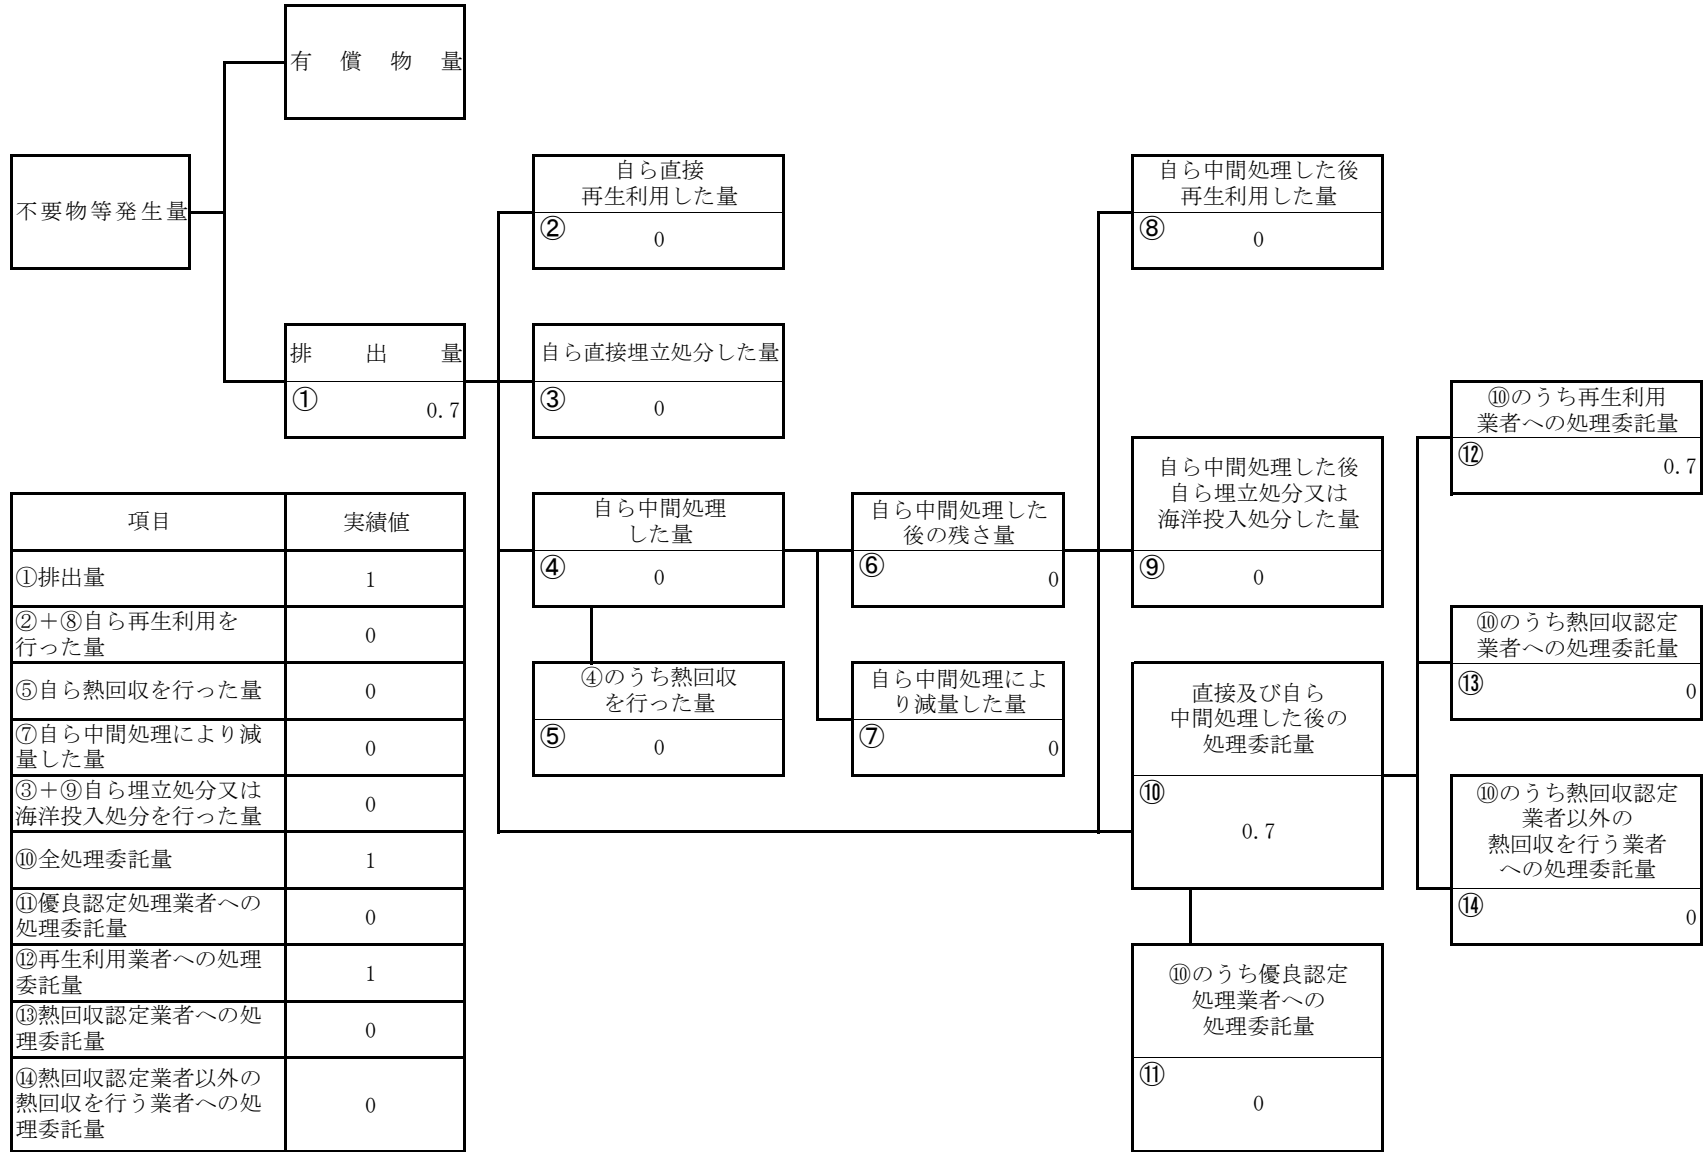 有償物量
不要物等発生量
自ら直接
再生利用した量
②
0
自ら中間処理した後
再生利用した量
⑧
0
排出量
①
0.7
自ら直接埋立処分した量
③
0
⑩のうち再生利用
業者への処理委託量
⑫
0.7
自ら中間処理
した量
④
0
自ら中間処理した
後の残さ量
⑥
0
自ら中間処理した後
自ら埋立処分又は
海洋投入処分した量
⑨
0
⑩のうち熱回収認定
業者への処理委託量
⑬
0
④のうち熱回収
を行った量
⑤
0
自ら中間処理によ
り減量した量
⑦
0
直接及び自ら
中間処理した後の
処理委託量
⑩
0.7
⑩のうち熱回収認定
業者以外の
熱回収を行う業者
への処理委託量
⑭
0
⑩のうち優良認定
処理業者への
処理委託量
⑪
0
項目 実績値
①排出量 1
②＋⑧自ら再生利用を
行った量 0
⑤自ら熱回収を行った量 0
⑦自ら中間処理により減
量した量 0
③＋⑨自ら埋立処分又は
海洋投入処分を行った量 0
⑩全処理委託量 1
⑪優良認定処理業者への
処理委託量 0
⑫再生利用業者への処理
委託量 1
⑬熱回収認定業者への処
理委託量 0
⑭熱回収認定業者以外の
熱回収を行う業者への処
理委託量 0